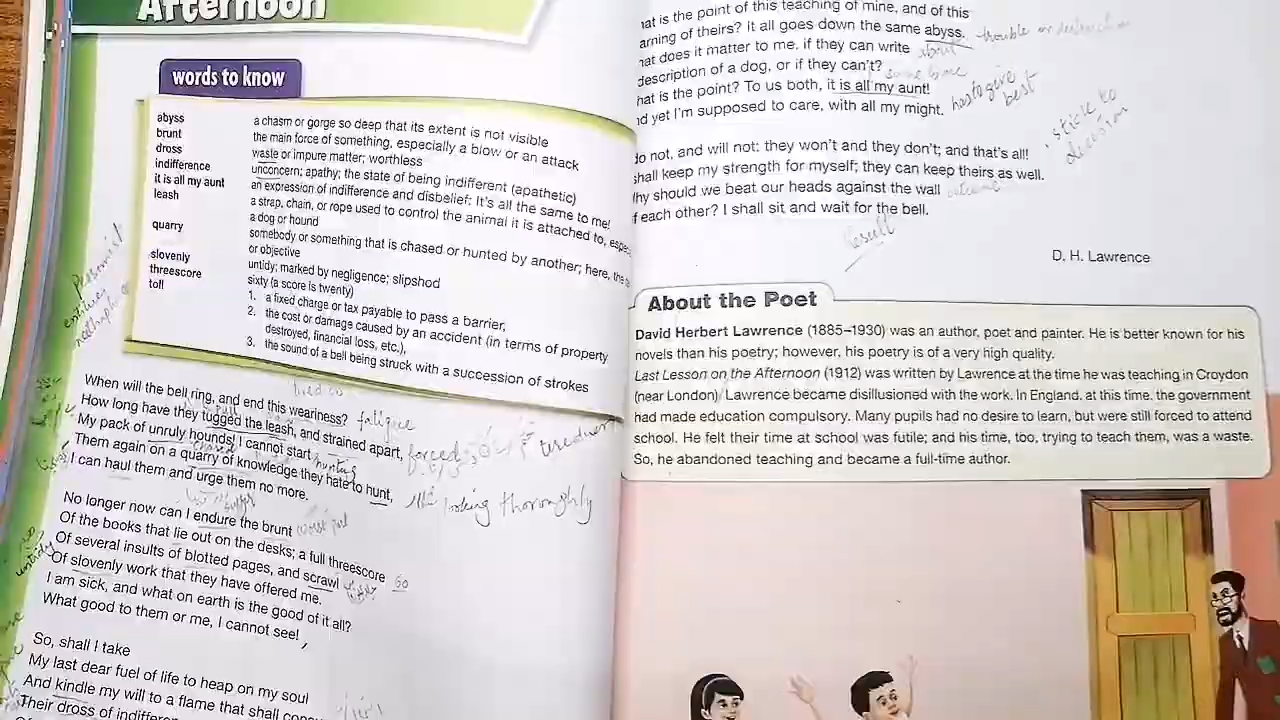 Afternoon
words to know
abyss a chasm or gorge so deep that its extent is not visible
brunt the main force of something, especially a blow or an attack
dross waste or impure matter; worthless
indifference unconcern; apathy; the state of being indifferent (apathetic)
it is all my aunt an expression of indifference and disbelief: It's all the same to me!
leash a strap, chain, or rope used to control the animal it is attached to,
a dog or hound
quarry somebody or something that is chased or hunted by another; here, the
or objective
slovenly untidy; marked by negligence; slipshod
threescore sixty (a score is twenty)
toll 1. a fixed charge or tax payable to pass a barrier,
2. the cost or damage caused by an accident (in terms of property
destroyed, financial loss, etc.),
3. the sound of a bell being struck with a succession of strokes
When will the bell ring, and end this weariness? fatigue
How long have they tugged the leash, and strained apart, forced
My pack of unruly hounds! I cannot start hunting
Them again on a quarry of knowledge they hate to hunt, looking thoroughly
I can haul them and urge them no more.
No longer now can I endure the brunt
Of the books that lie out on the desks; a full threescore 60
Of several insults of blotted pages, and scrawl
untidy Of slovenly work that they have offered me.
I am sick, and what on earth is the good of it all?
What good to them or me, I cannot see!
So, shall I take
My last dear fuel of life to heap on my soul
And kindle my will to a flame that shall
Their dross of
is the point of this teaching of mine, and of this
of theirs? It all goes down the same abyss. trouble or destruction
does it matter to me, if they can write
description of a dog, or if they can't?
is the point? To us both, it is all my aunt! same to me
yet I'm supposed to care, with all my might. has to give best
do not, and will not; they won't and they don't; and that's all! stick to decision
shall keep my strength for myself; they can keep theirs as well.
should we beat our heads against the wall outcome
each other? I shall sit and wait for the bell.
Result
D. H. Lawrence
About the Poet
David Herbert Lawrence (1885–1930) was an author, poet and painter. He is better known for his
novels than his poetry; however, his poetry is of a very high quality.
Last Lesson on the Afternoon (1912) was written by Lawrence at the time he was teaching in Croydon
(near London). Lawrence became disillusioned with the work. In England, at this time, the government
had made education compulsory. Many pupils had no desire to learn, but were still forced to attend
school. He felt their time at school was futile; and his time, too, trying to teach them, was a waste.
So, he abandoned teaching and became a full-time author.